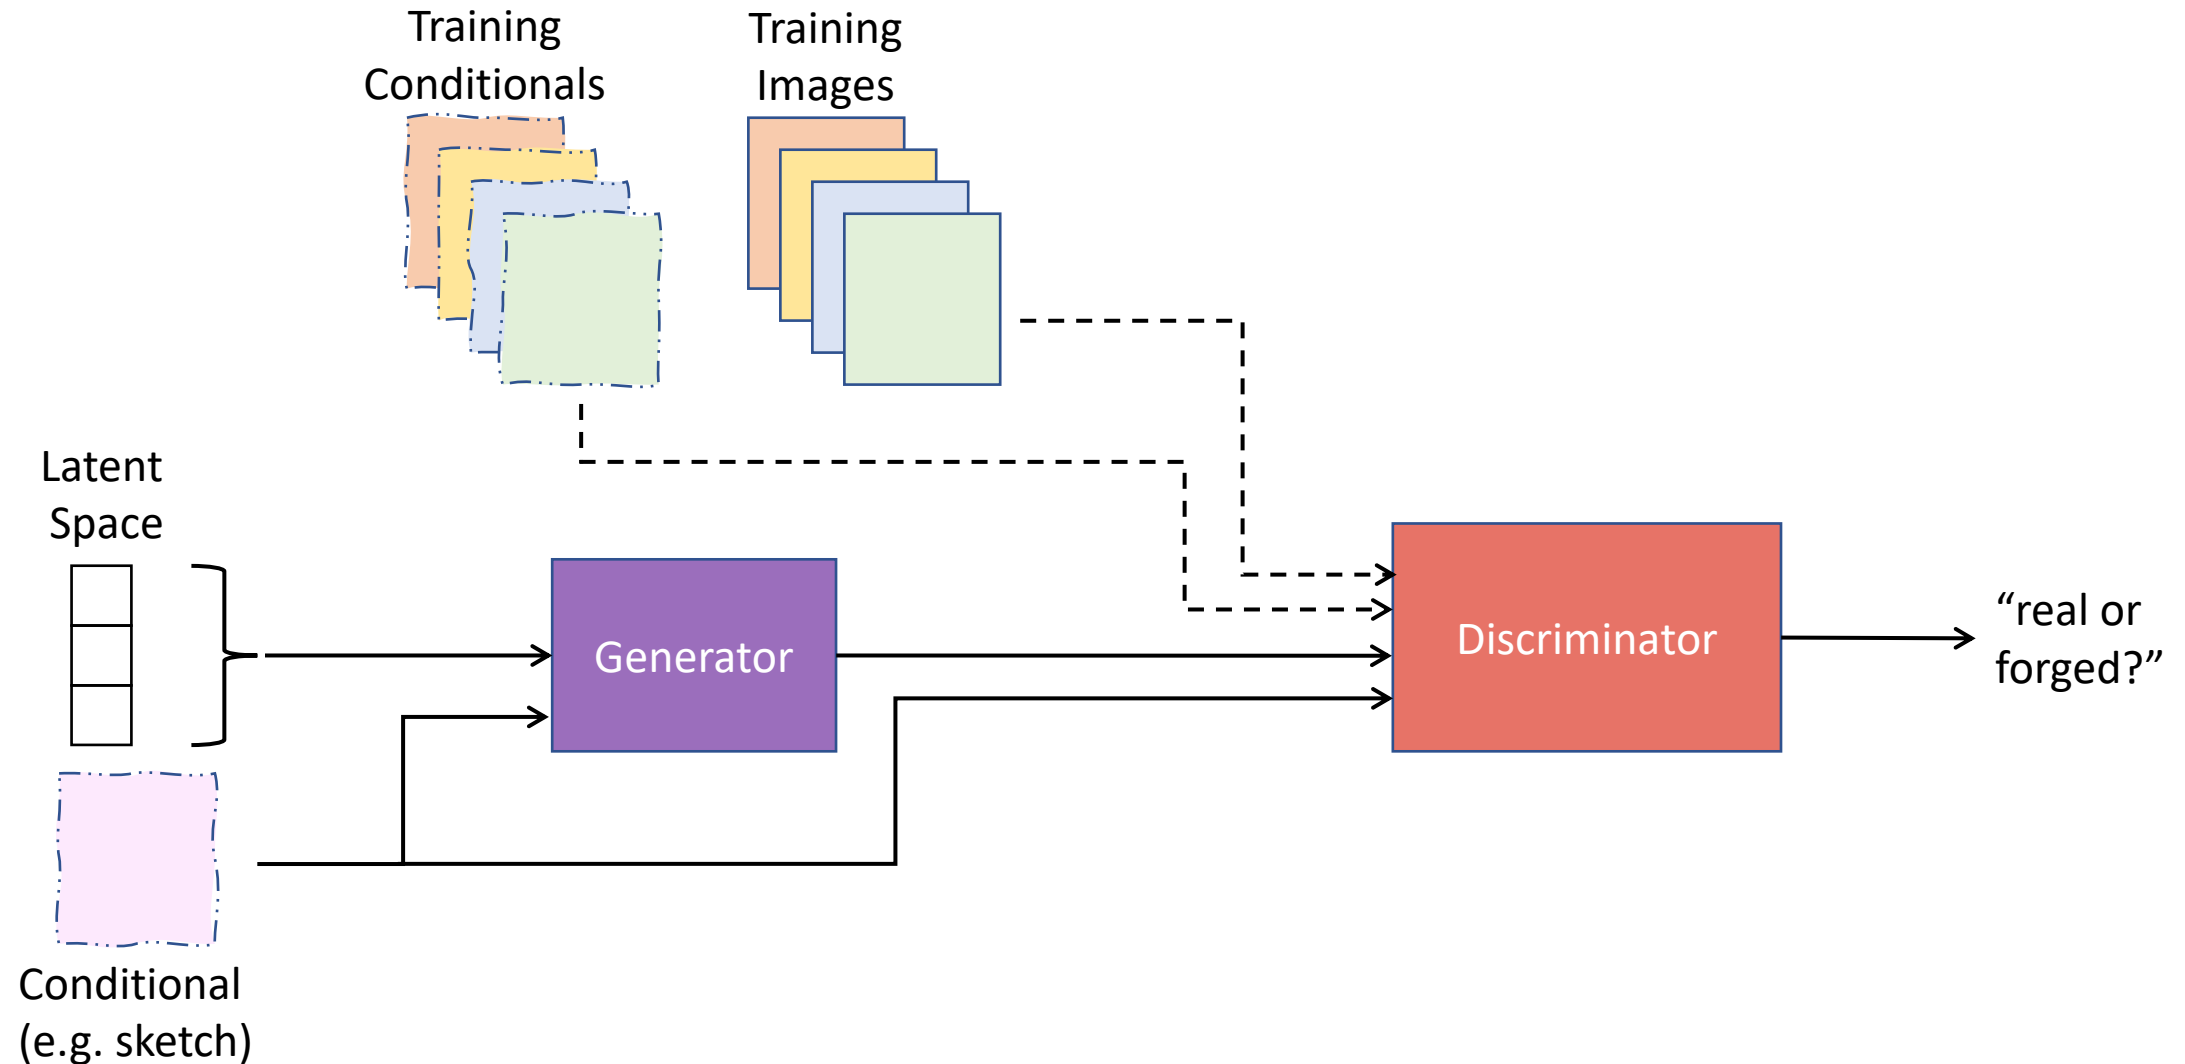 Training
Conditionals
Training
Images
Latent
Space
Generator
Discriminator
“real or
forged?”
Conditional
(e.g. sketch)